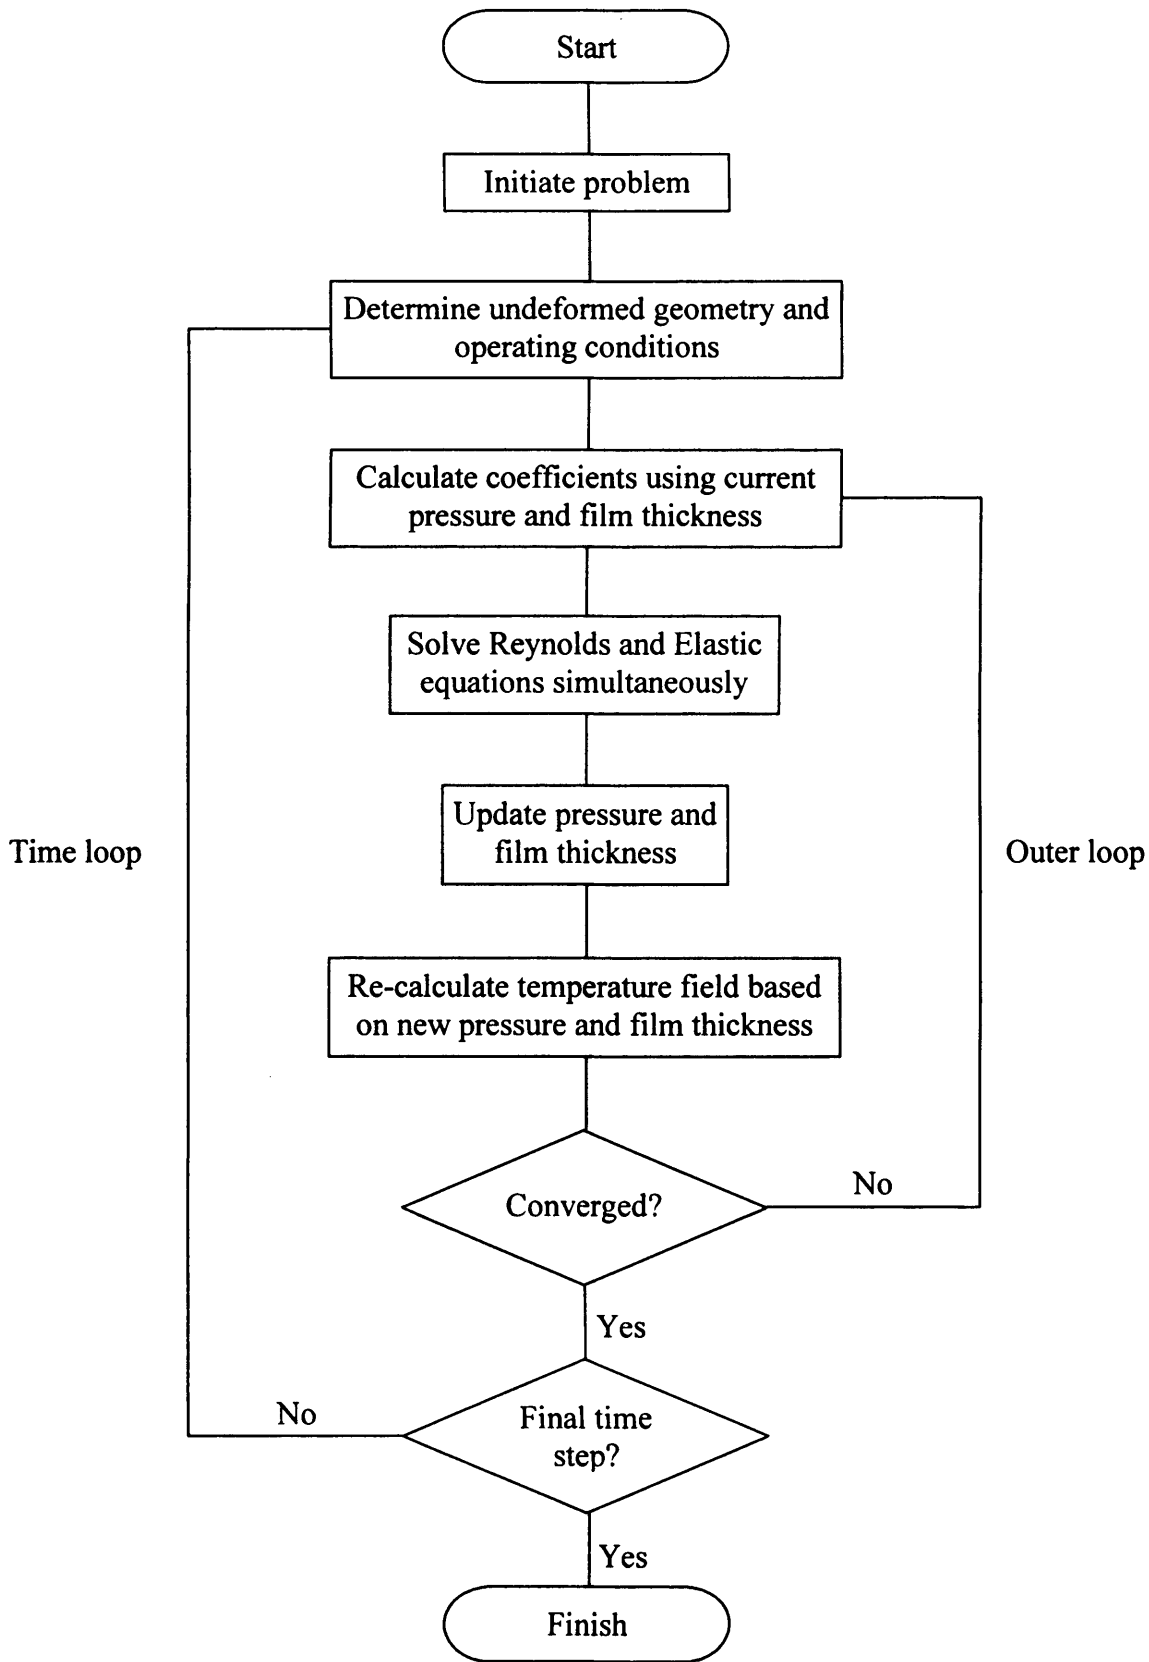 Start
Initiate problem
Determine undeformed geometry and
operating conditions
Calculate coefficients using current
pressure and film thickness
Solve Reynolds and Elastic
equations simultaneously
Update pressure and
film thickness
Time loop
Outer loop
Re-calculate temperature field based
on new pressure and film thickness
Converged?
No
Yes
No
Final time
step?
Yes
Finish